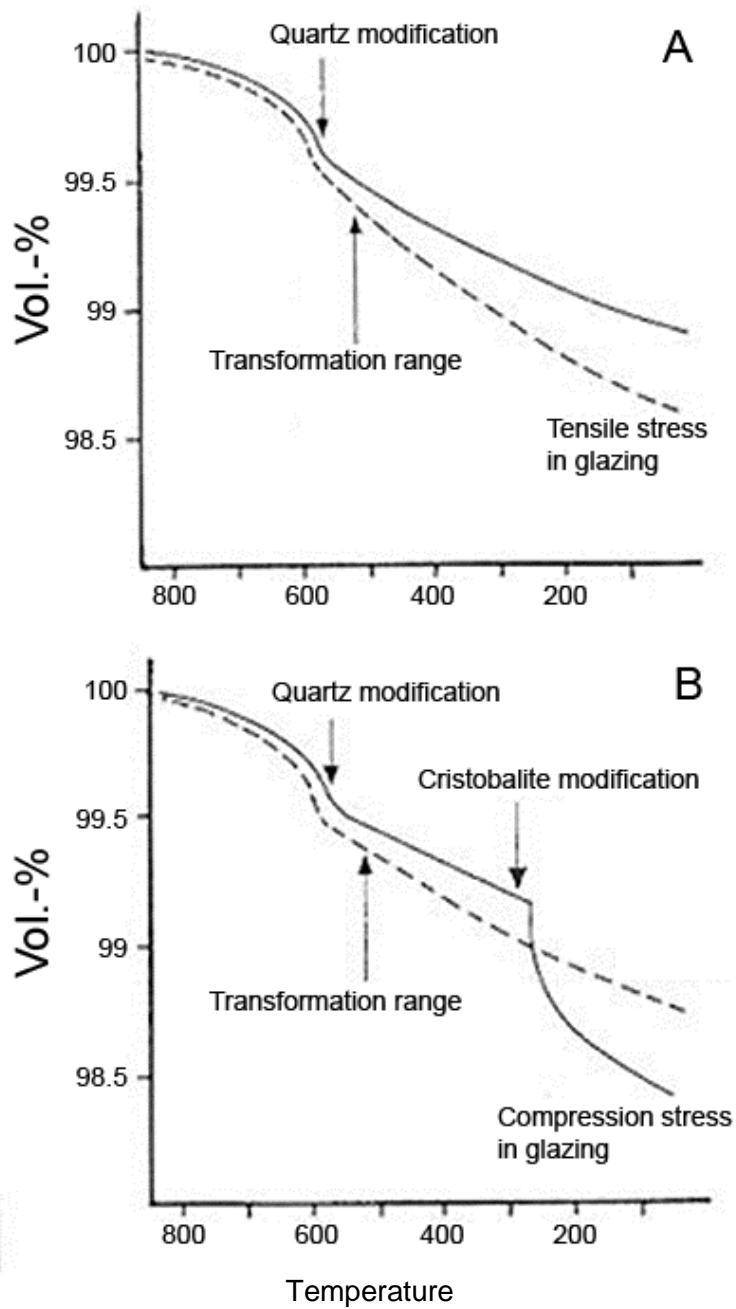 Quartz modification
A
100
99.5
Vol.-%
99
Transformation range
98.5
Tensile stress
in glazing
800
600
400
200
B
100
Quartz modification
Cristobalite modification
99.5
Vol.-%
99
Transformation range
98.5
Compression stress
in glazing
800
600
400
200
Temperature